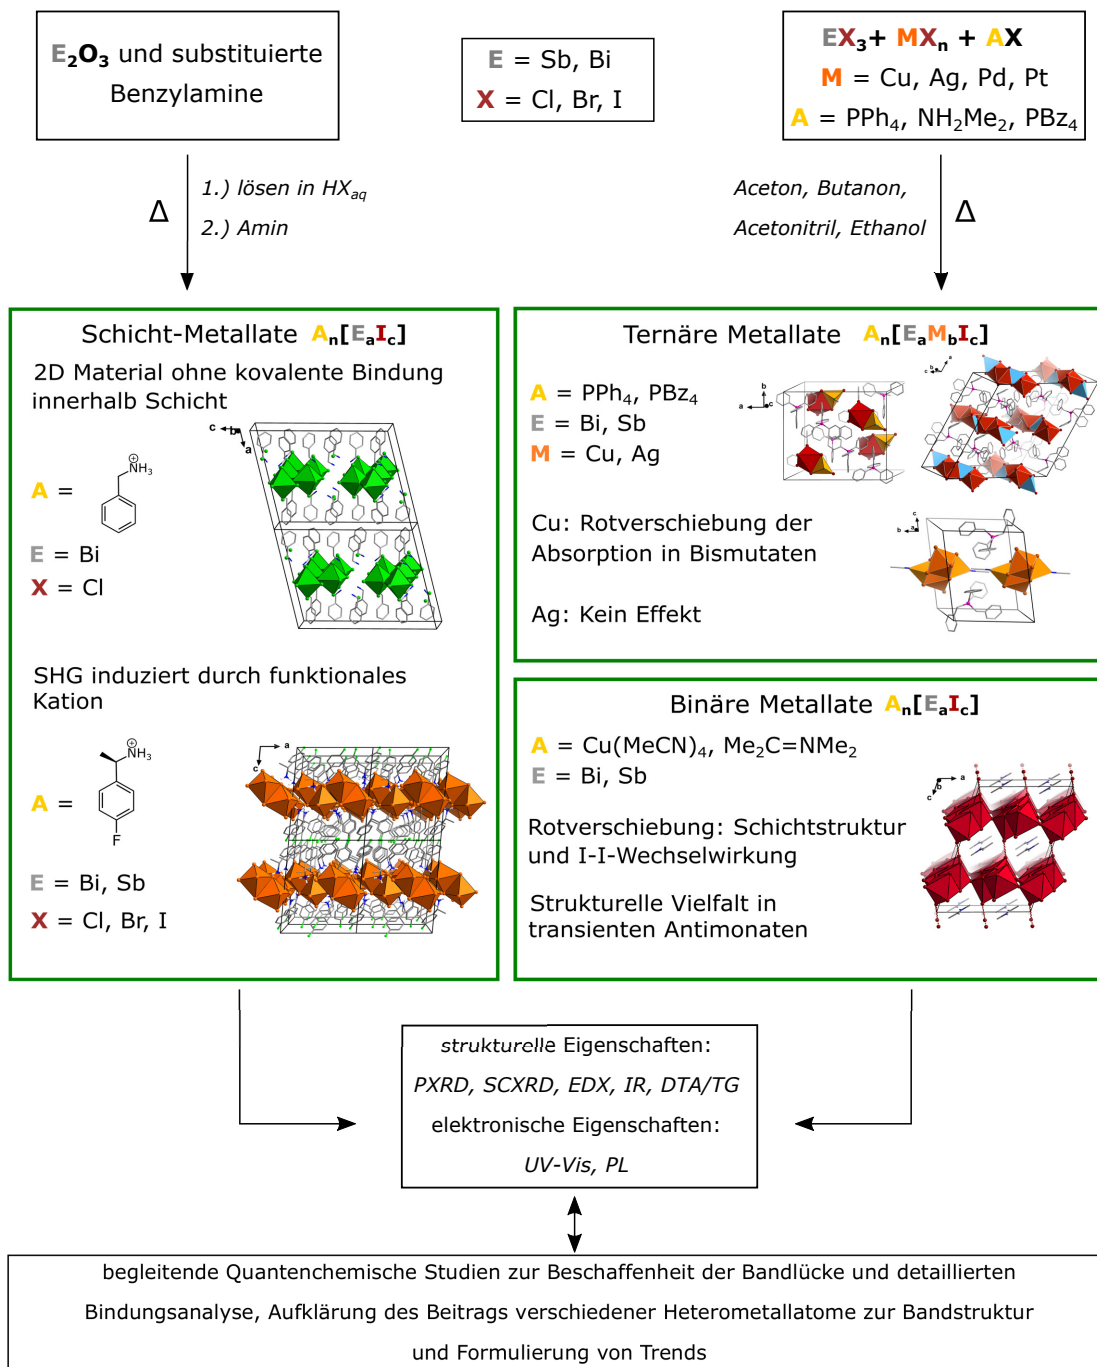 E₂O₃ und substituierte
Benzylamine
E = Sb, Bi
X = Cl, Br, I
EX₃+ MXₙ + AX
M = Cu, Ag, Pd, Pt
A = PPh₄, NH₂Me₂, PBz₄
Δ
1.) lösen in HX_aq
2.) Amin
Aceton, Butanon,
Acetonitril, Ethanol
Δ
Schicht-Metallate Aₙ[EₐI_c]
2D Material ohne kovalente Bindung
innerhalb Schicht
c
b
a
A =
⊕
NH₃
E = Bi
X = Cl
SHG induziert durch funktionales
Kation
A =
⊕
NH₃
F
a
c
E = Bi, Sb
X = Cl, Br, I
Ternäre Metallate Aₙ[EₐM_bI_c]
A = PPh₄, PBz₄
E = Bi, Sb
M = Cu, Ag
b
a
c
a
c
b
Cu: Rotverschiebung der
Absorption in Bismutaten
Ag: Kein Effekt
c
b
a
Binäre Metallate Aₙ[EₐI_c]
A = Cu(MeCN)₄, Me₂C=NMe₂
E = Bi, Sb
b
a
c
Rotverschiebung: Schichtstruktur
und I-I-Wechselwirkung
Strukturelle Vielfalt in
transienten Antimonaten
strukturelle Eigenschaften:
PXRD, SCXRD, EDX, IR, DTA/TG
elektronische Eigenschaften:
UV-Vis, PL
begleitende Quantenchemische Studien zur Beschaffenheit der Bandlücke und detaillierten
Bindungsanalyse, Aufklärung des Beitrags verschiedener Heterometallatome zur Bandstruktur
und Formulierung von Trends